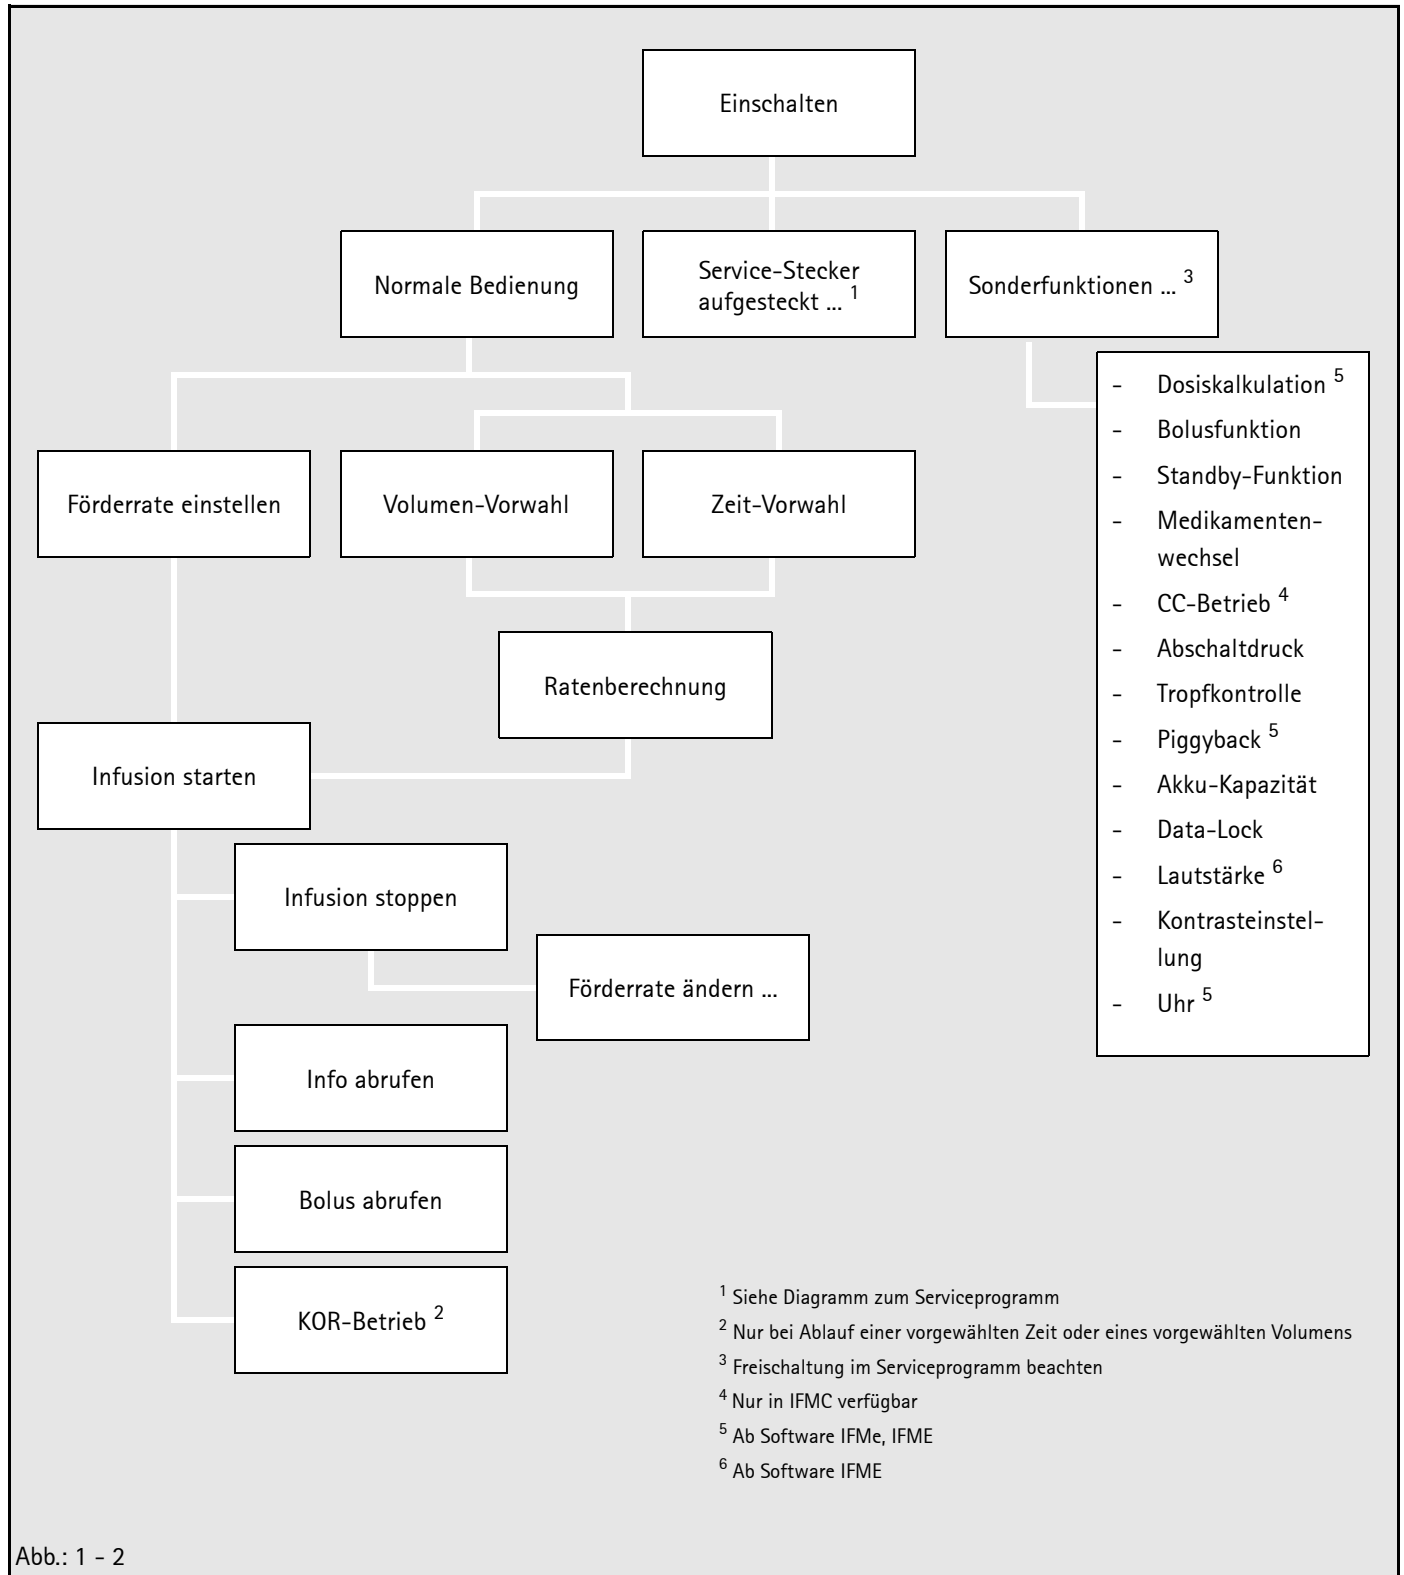 Einschalten
Normale Bedienung
Service-Stecker
aufgesteckt ... 1
Sonderfunktionen ... 3
- Dosiskalkulation 5
- Bolusfunktion
- Standby-Funktion
- Medikamenten-
wechsel
- CC-Betrieb 4
- Abschaltdruck
- Tropfkontrolle
- Piggyback 5
- Akku-Kapazität
- Data-Lock
- Lautstärke 6
- Kontrasteinstel-
lung
- Uhr 5
Förderrate einstellen
Volumen-Vorwahl
Zeit-Vorwahl
Ratenberechnung
Infusion starten
Infusion stoppen
Förderrate ändern ...
Info abrufen
Bolus abrufen
KOR-Betrieb 2
1 Siehe Diagramm zum Serviceprogramm
2 Nur bei Ablauf einer vorgewählten Zeit oder eines vorgewählten Volumens
3 Freischaltung im Serviceprogramm beachten
4 Nur in IFMC verfügbar
5 Ab Software IFMe, IFME
6 Ab Software IFME
Abb.: 1 - 2